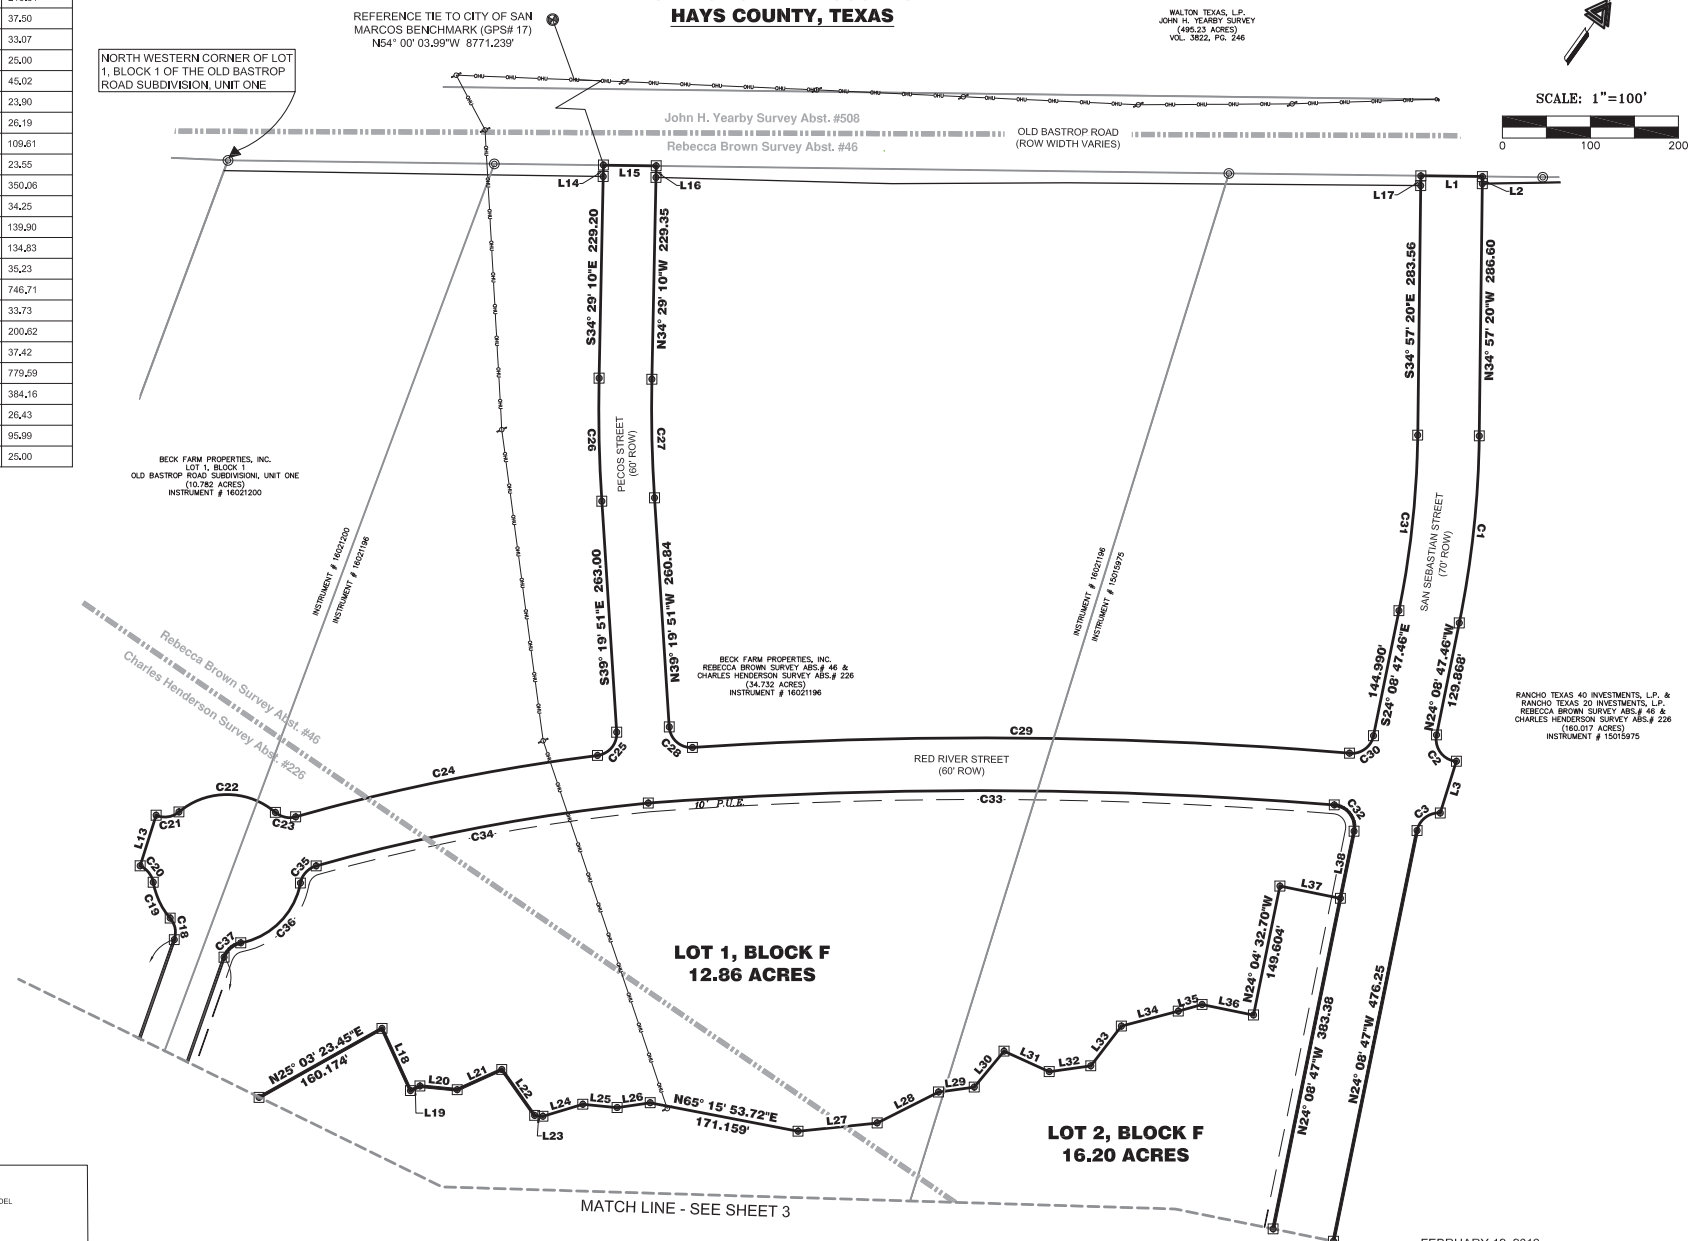 37.50
33.07
25.00
45.02
23.90
26.19
109.61
23.55
350.06
34.25
139.90
134.83
35.23
746.71
33.73
200.62
37.42
779.59
384.16
26.43
95.99
25.00
REFERENCE TIE TO CITY OF SAN
MARCOS BENCHMARK (GPS# 17)
N54° 00' 03.99"W 8771.239'
HAYS COUNTY, TEXAS
WALTON TEXAS, L.P.
JOHN H. YEARBY SURVEY
(495.23 ACRES)
VOL. 3822, PG. 246
SCALE: 1"=100'
0 100 200
NORTH WESTERN CORNER OF LOT
1, BLOCK 1 OF THE OLD BASTROP
ROAD SUBDIVISION, UNIT ONE
John H. Yearby Survey Abst. #508
Rebecca Brown Survey Abst. #46
OLD BASTROP ROAD
(ROW WIDTH VARIES)
L14
L15
L16
L17
L1
L2
S34° 29' 10"E 229.20
N34° 29' 10"W 229.35
S34° 57' 20"E 283.56
N34° 57' 20"W 286.60
C26
C27
PECOS STREET
(60' ROW)
C31
C1
SAN SEBASTIAN STREET
(70' ROW)
BECK FARM PROPERTIES, INC.
LOT 1, BLOCK 1
OLD BASTROP ROAD SUBDIVISIONI, UNIT ONE
(10.782 ACRES)
INSTRUMENT # 16021200
INSTRUMENT # 16021200
INSTRUMENT # 16021196
INSTRUMENT # 16021196
INSTRUMENT # 15015975
S39° 19' 51"E 263.00
N39° 19' 51"W 260.84
144.990'
S24° 08' 47.46"E
N24° 08' 47.46"W
129.868'
Rebecca Brown Survey Abst. #46
Charles Henderson Survey Abst. #226
BECK FARM PROPERTIES, INC.
REBECCA BROWN SURVEY ABS.# 46 &
CHARLES HENDERSON SURVEY ABS.# 226
(34.732 ACRES)
INSTRUMENT # 16021196
RANCHO TEXAS 40 INVESTMENTS, L.P. &
RANCHO TEXAS 20 INVESTMENTS, L.P.
REBECCA BROWN SURVEY ABS.# 46 &
CHARLES HENDERSON SURVEY ABS.# 226
(160.017 ACRES)
INSTRUMENT # 15015975
C25
C28
C29
C30
C2
L3
C3
RED RIVER STREET
(60' ROW)
C24
C22
C21
C23
10' P.U.E.
C33
C32
C34
L13
C20
C19
C18
C35
C36
C37
L38
L37
LOT 1, BLOCK F
12.86 ACRES
N24° 04' 32.70"W
149.604'
L36
L35
L34
L33
L32
L31
L30
L29
L28
L27
N25° 03' 23.45"E
160.174'
L18
L19
L20
L21
L22
L23
L24
L25
L26
N65° 15' 53.72"E
171.159'
N24° 08' 47"W 383.38
N24° 08' 47"W 476.25
LOT 2, BLOCK F
16.20 ACRES
MATCH LINE - SEE SHEET 3
OHU